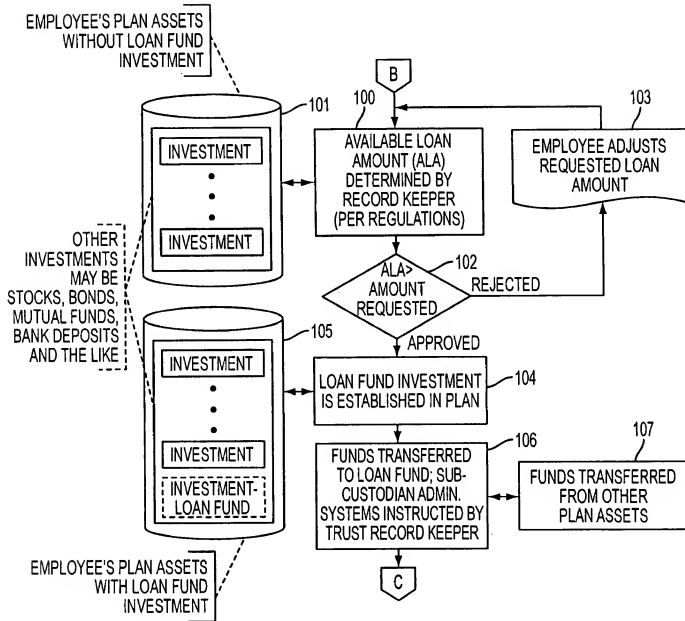 EMPLOYEE'S PLAN ASSETS
WITHOUT LOAN FUND
INVESTMENT
101
INVESTMENT
INVESTMENT
B
100
AVAILABLE LOAN
AMOUNT (ALA)
DETERMINED BY
RECORD KEEPER
(PER REGULATIONS)
103
EMPLOYEE ADJUSTS
REQUESTED LOAN
AMOUNT
102
ALA>
AMOUNT
REQUESTED
REJECTED
APPROVED
OTHER
INVESTMENTS
MAY BE
STOCKS, BONDS,
MUTUAL FUNDS,
BANK DEPOSITS
AND THE LIKE
105
INVESTMENT
INVESTMENT
INVESTMENT-
LOAN FUND
104
LOAN FUND INVESTMENT
IS ESTABLISHED IN PLAN
106
FUNDS TRANSFERRED
TO LOAN FUND; SUB-
CUSTODIAN ADMIN.
SYSTEMS INSTRUCTED BY
TRUST RECORD KEEPER
107
FUNDS TRANSFERRED
FROM OTHER
PLAN ASSETS
C
EMPLOYEE'S PLAN ASSETS
WITH LOAN FUND
INVESTMENT